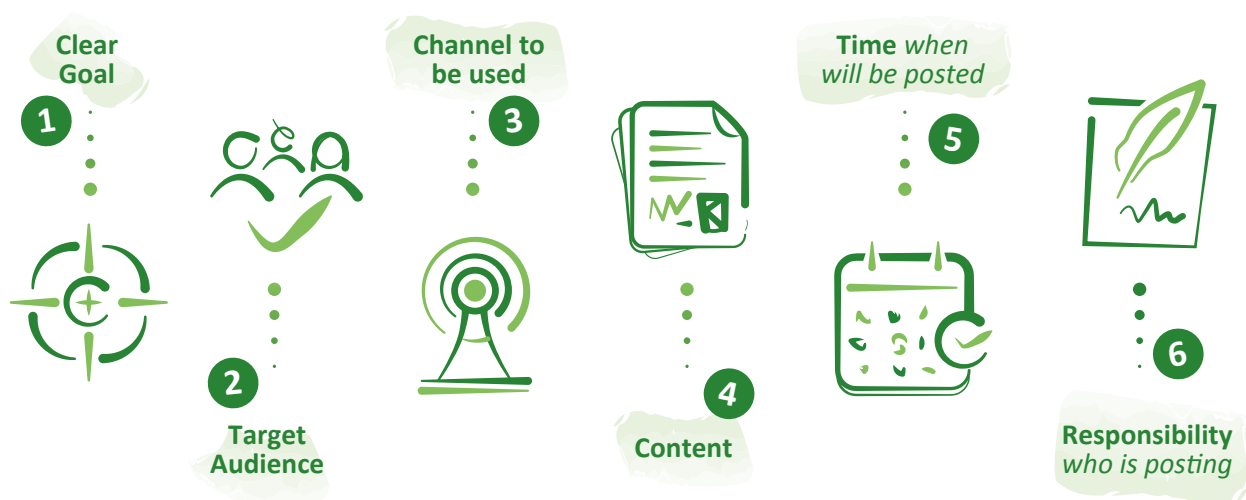 Clear
Goal
1
2
Target
Audience
Channel to
be used
3
4
Content
Time when
will be posted
5
6
Responsibility
who is posting